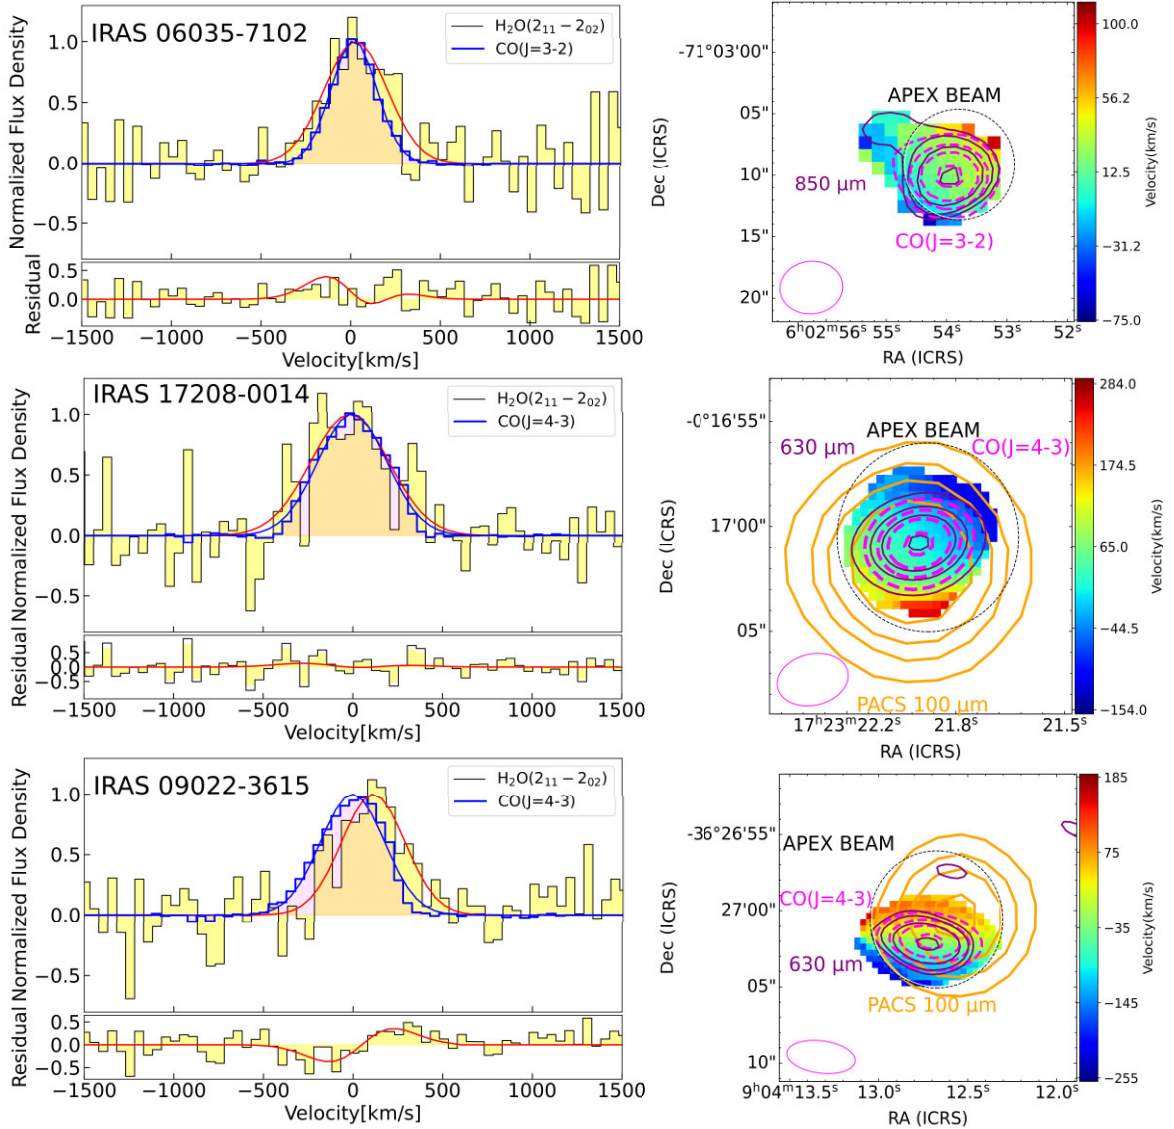 IRAS 06035-7102
H₂O(2₁₁ − 2₀₂)
CO(J=3-2)
Normalized Flux Density
1.0
0.5
0.0
−0.5
Residual
0.5
0.0
−1500 −1000 −500 0 500 1000 1500
Velocity[km/s]
-71°03'00"
05"
10"
15"
20"
Dec (ICRS)
APEX BEAM
850 μm
CO(J=3-2)
6ʰ02ᵐ56ˢ 55ˢ 54ˢ 53ˢ 52ˢ
RA (ICRS)
100.0
56.2
12.5
−31.2
−75.0
Velocity(km/s)
IRAS 17208-0014
H₂O(2₁₁ − 2₀₂)
CO(J=4-3)
Residual Normalized Flux Density
1.0
0.5
0.0
−0.5
0.5
0.0
−0.5
−1500 −1000 −500 0 500 1000 1500
Velocity[km/s]
-0°16'55"
17'00"
05"
Dec (ICRS)
APEX BEAM
630 μm
CO(J=4-3)
PACS 100 μm
17ʰ23ᵐ22.2ˢ 21.8ˢ 21.5ˢ
RA (ICRS)
284.0
174.5
65.0
−44.5
−154.0
Velocity(km/s)
IRAS 09022-3615
H₂O(2₁₁ − 2₀₂)
CO(J=4-3)
Residual Normalized Flux Density
1.0
0.5
0.0
−0.5
0.5
0.0
−0.5
−1500 −1000 −500 0 500 1000 1500
Velocity[km/s]
-36°26'55"
27'00"
05"
10"
Dec (ICRS)
APEX BEAM
CO(J=4-3)
630 μm
PACS 100 μm
9ʰ04ᵐ13.5ˢ 13.0ˢ 12.5ˢ 12.0ˢ
RA (ICRS)
185
75
−35
−145
−255
Velocity(km/s)